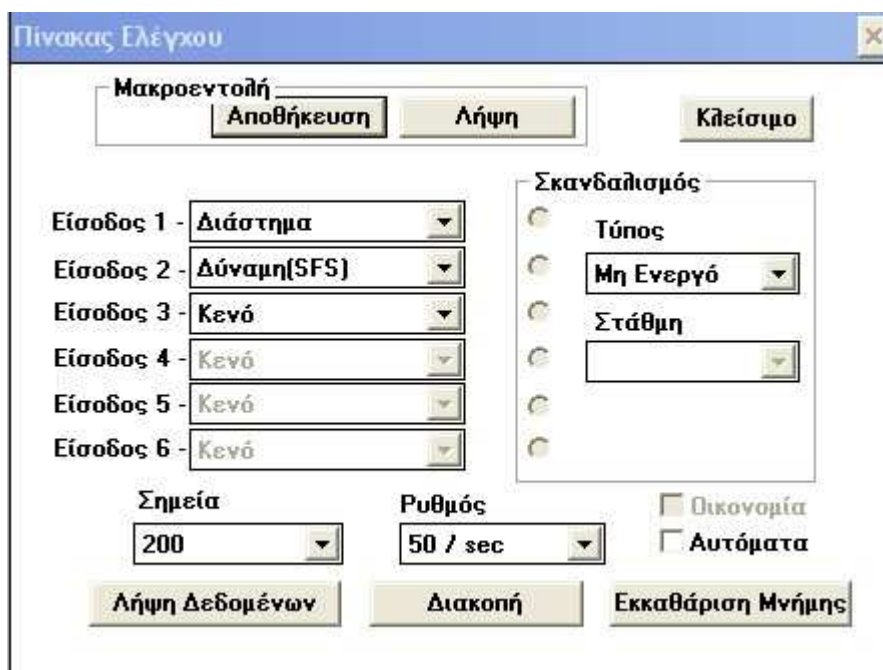 Πίνακας Ελέγχου
Μακροεντολή
Αποθήκευση Λήψη Κλείσιμο
Σκανδαλισμός
Είσοδος 1 - Διάστημα Τύπος
Είσοδος 2 - Δύναμη(SFS) Μη Ενεργό
Είσοδος 3 - Κενό Στάθμη
Είσοδος 4 - Κενό
Είσοδος 5 - Κενό
Είσοδος 6 - Κενό
Σημεία Ρυθμός Οικονομία
200 50 / sec Αυτόματα
Λήψη Δεδομένων Διακοπή Εκκαθάριση Μνήμης